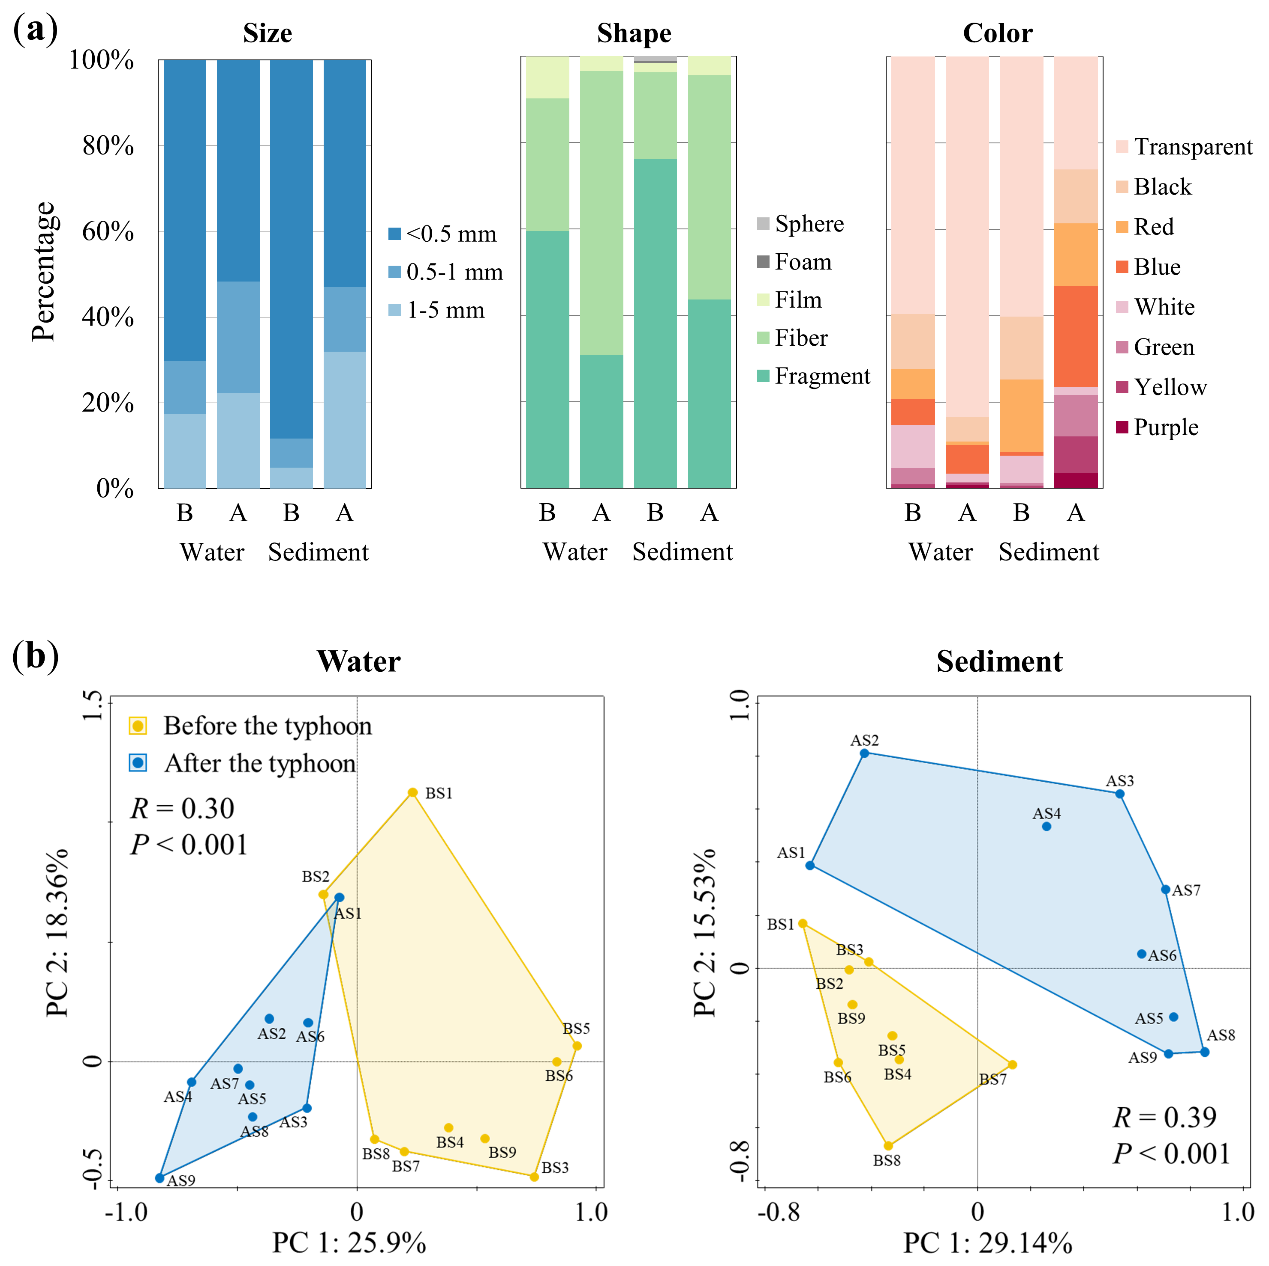 (a)
Size
Shape
Color
Percentage
100%
80%
60%
40%
20%
0%
<0.5 mm
0.5-1 mm
1-5 mm
B A B A
Water Sediment
Sphere
Foam
Film
Fiber
Fragment
B A B A
Water Sediment
Transparent
Black
Red
Blue
White
Green
Yellow
Purple
B A B A
Water Sediment
(b)
Water
Before the typhoon
After the typhoon
R = 0.30
P < 0.001
PC 2: 18.36%
1.5
0
-0.5
BS1
BS2
AS1
AS2
AS6
BS5
BS6
AS7
AS4
AS5
AS3
AS8
BS4
BS8
BS9
BS7
BS3
AS9
-1.0 0 1.0
PC 1: 25.9%
Sediment
PC 2: 15.53%
1.0
0
-0.8
AS2
AS3
AS4
AS1
AS7
BS1
BS3
AS6
BS2
BS9
AS5
AS8
BS5
AS9
BS6
BS4
BS7
BS8
R = 0.39
P < 0.001
-0.8 0 1.0
PC 1: 29.14%